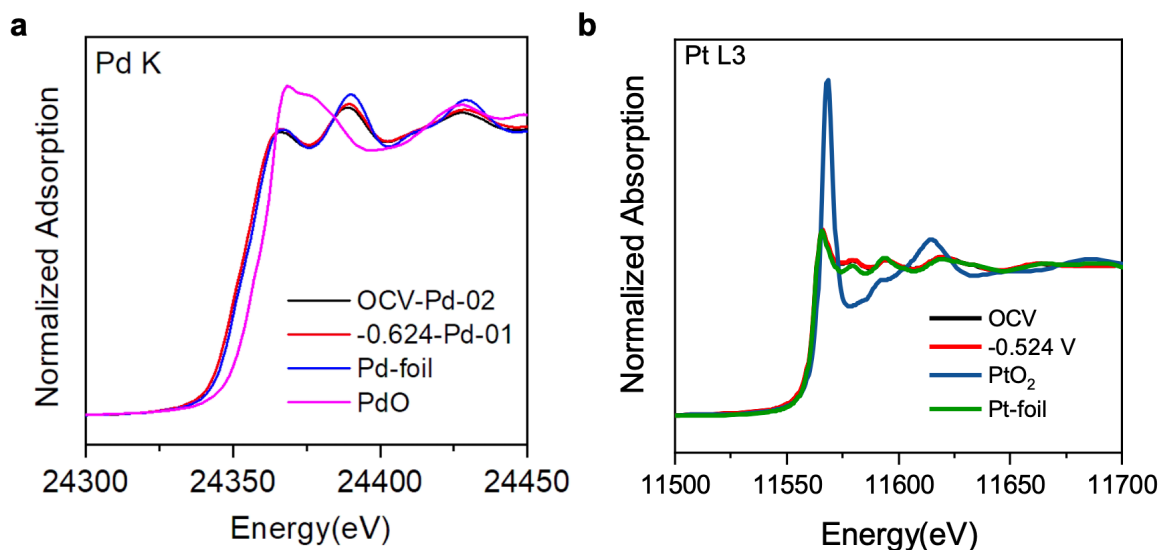 a
Pd K
Normalized Adsorption
OCV-Pd-02
-0.624-Pd-01
Pd-foil
PdO
24300 24350 24400 24450
Energy(eV)
b
Pt L3
Normalized Absorption
OCV
-0.524 V
PtO₂
Pt-foil
11500 11550 11600 11650 11700
Energy(eV)